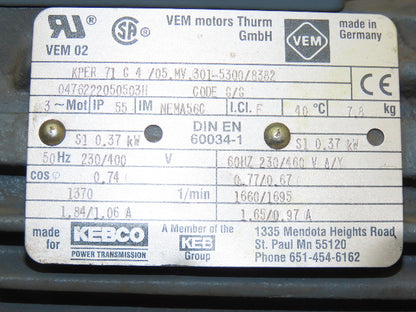 VEM 02
SA
VEM motors Thurm
GmbH
VEM
made in
Germany
KPER 71 G 4 /05.MV.301-5300/8382
0476222050503H CODE G/G
3~Mot IP 55 IM NEMA56C I.Cl. F 40 °C 7,8 kg
CE
DIN EN
60034-1
S1 0.37 kW S1 0.37 kW
50Hz 230/400 V 60HZ 230/460 V Δ/Y
cos φ 0.74 0.77/0.67
1370 1/min 1660/1695
1.84/1.06 A 1.65/0.97 A
made
for
KEBCO
POWER TRANSMISSION
A Member of the
KEB
Group
1335 Mendota Heights Road
St. Paul Mn 55120
Phone 651-454-6162